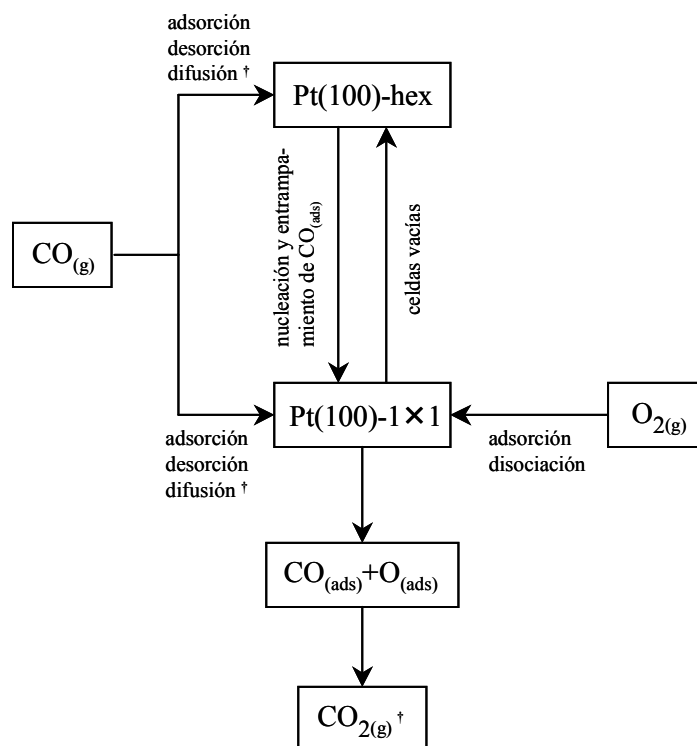 adsorción
desorción
difusión †
Pt(100)-hex
nucleación y entrampa-
miento de CO(ads)
celdas vacías
CO(g)
Pt(100)-1×1
O2(g)
adsorción
desorción
difusión †
adsorción
disociación
CO(ads)+O(ads)
CO2(g) †